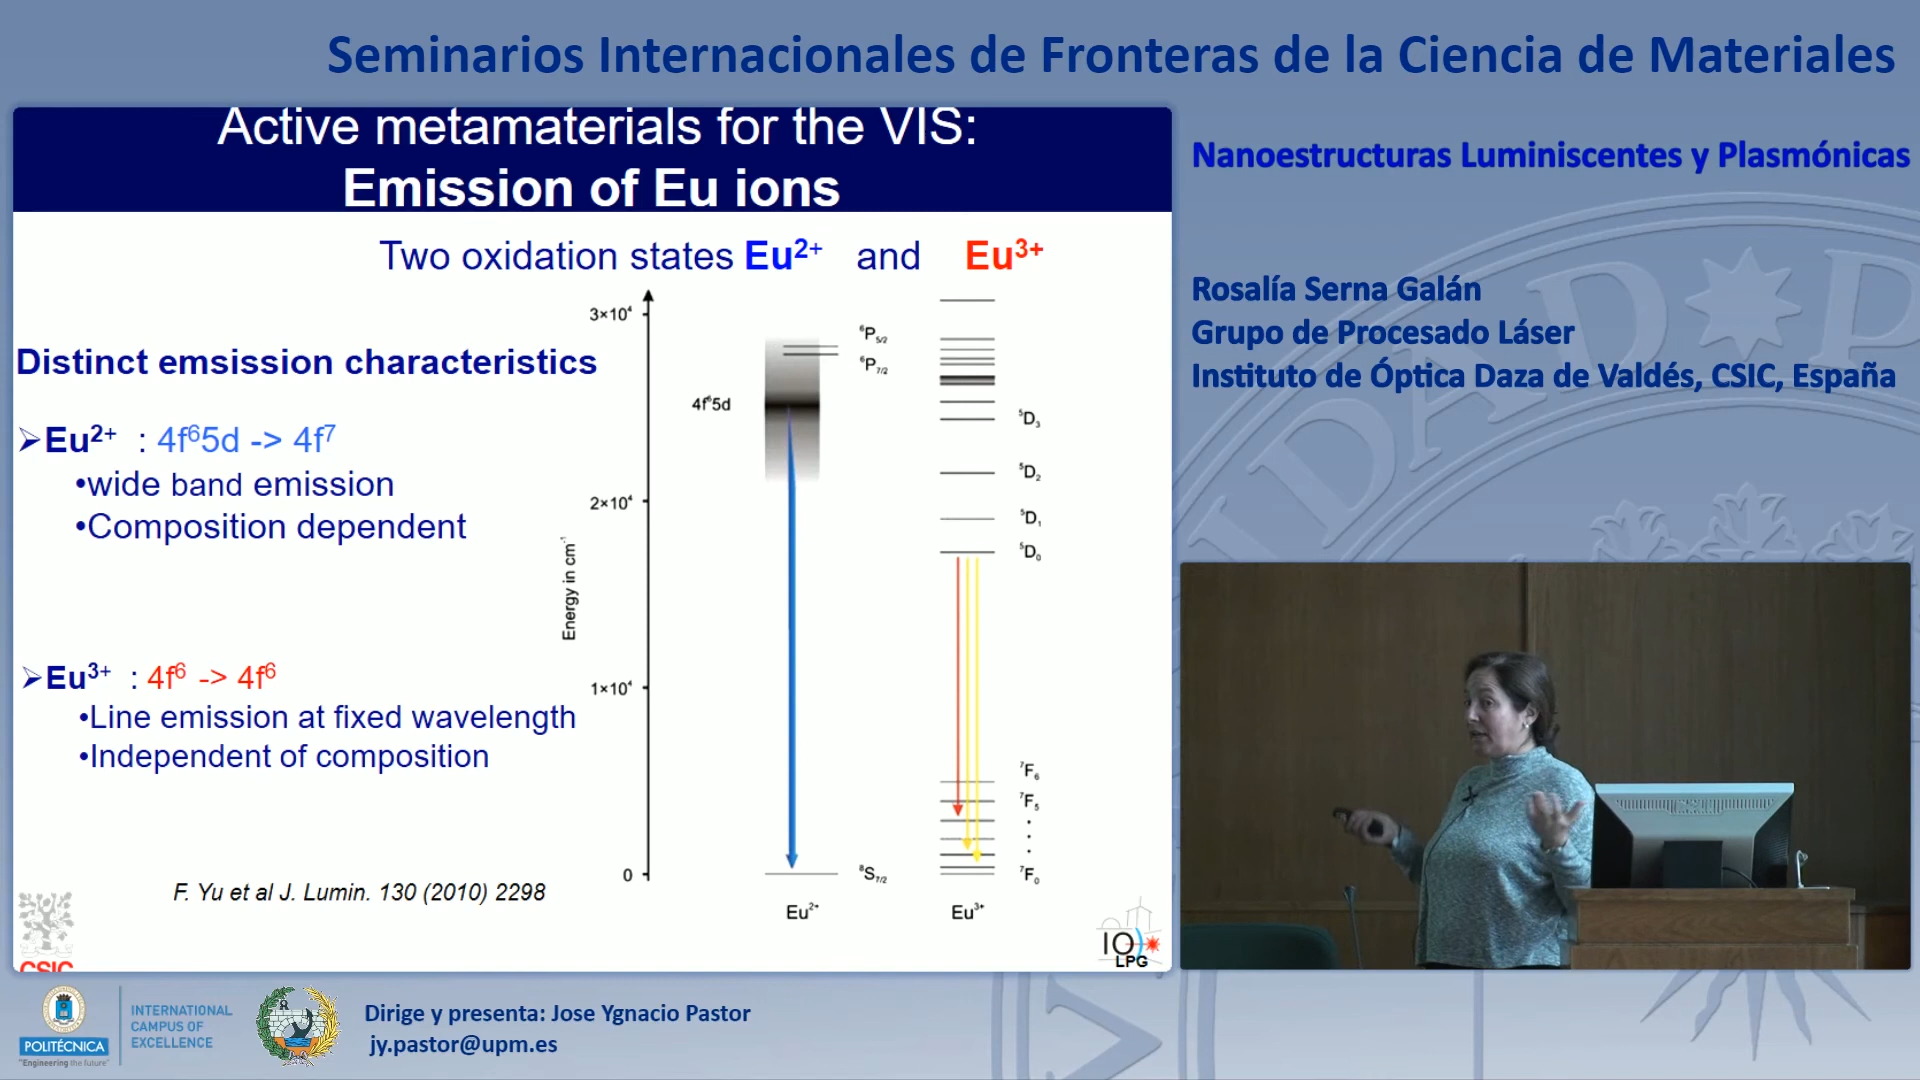 Seminarios Internacionales de Fronteras de la Ciencia de Materiales
Active metamaterials for the VIS:
Emission of Eu ions
Two oxidation states Eu²⁺ and Eu³⁺
Distinct emsission characteristics
➢Eu²⁺ : 4f⁶5d -> 4f⁷
•wide band emission
•Composition dependent
➢Eu³⁺ : 4f⁶ -> 4f⁶
•Line emission at fixed wavelength
•Independent of composition
F. Yu et al J. Lumin. 130 (2010) 2298
Energy in cm⁻¹
3×10⁴
2×10⁴
1×10⁴
0
4f⁶5d
⁶P₅/₂
⁶P₇/₂
⁸S₇/₂
Eu²⁺
⁵D₃
⁵D₂
⁵D₁
⁵D₀
⁷F₆
⁷F₅
⁷F₀
Eu³⁺
CSIC
IO
LPG
Nanoestructuras Luminiscentes y Plasmónicas
Rosalía Serna Galán
Grupo de Procesado Láser
Instituto de Óptica Daza de Valdés, CSIC, España
POLITÉCNICA
"Engineering the future"
INTERNATIONAL
CAMPUS OF
EXCELLENCE
Dirige y presenta: Jose Ygnacio Pastor
jy.pastor@upm.es